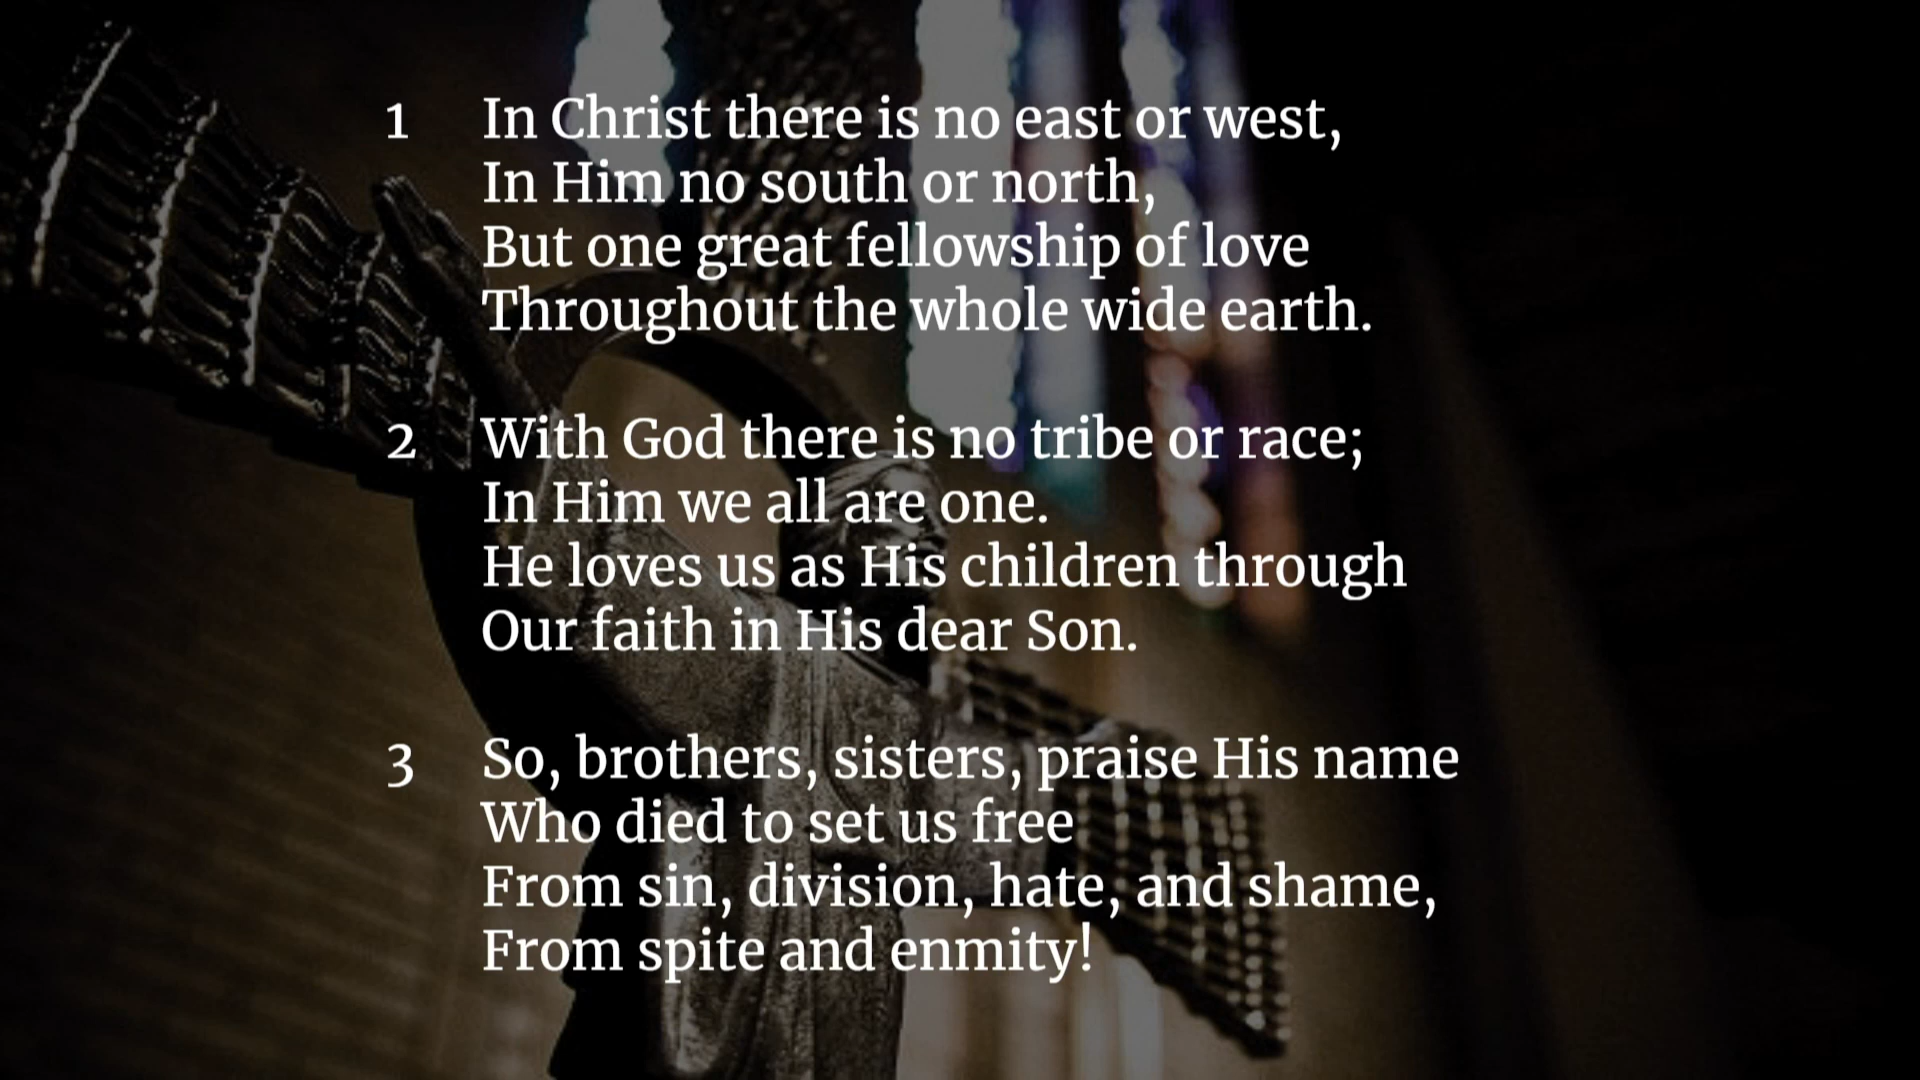 1 In Christ there is no east or west,
In Him no south or north,
But one great fellowship of love
Throughout the whole wide earth.
2 With God there is no tribe or race;
In Him we all are one.
He loves us as His children through
Our faith in His dear Son.
3 So, brothers, sisters, praise His name
Who died to set us free
From sin, division, hate, and shame,
From spite and enmity!